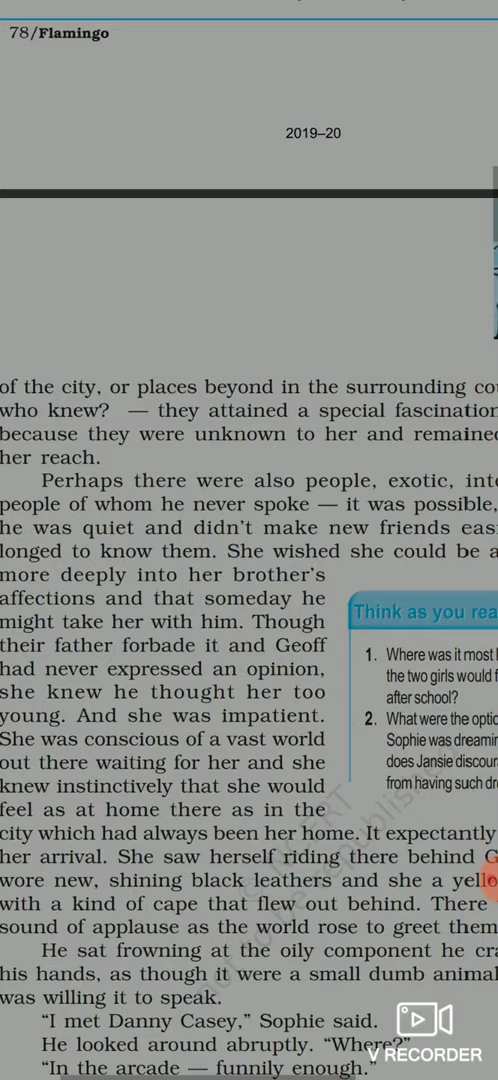 78/Flamingo
2019–20
of the city, or places beyond in the surrounding
who knew? — they attained a special fascination
because they were unknown to her and remained
her reach.
Perhaps there were also people, exotic,
people of whom he never spoke — it was possible,
he was quiet and didn't make new friends
longed to know them. She wished she could be
more deeply into her brother's
affections and that someday he
might take her with him. Though
their father forbade it and Geoff
had never expressed an opinion,
she knew he thought her too
young. And she was impatient.
She was conscious of a vast world
out there waiting for her and she
knew instinctively that she would
feel as at home there as in the
city which had always been her home. It expectantly
her arrival. She saw herself riding there behind
wore new, shining black leathers and she a
with a kind of cape that flew out behind. There
sound of applause as the world rose to greet them
He sat frowning at the oily component he
his hands, as though it were a small dumb animal
was willing it to speak.
"I met Danny Casey," Sophie said.
He looked around abruptly. "Where?"
"In the arcade — funnily enough."
Think as you
1. Where was it most
the two girls would
after school?
2. What were the
Sophie was
does Jansie
from having such
© NCERT
not to be republished
V RECORDER